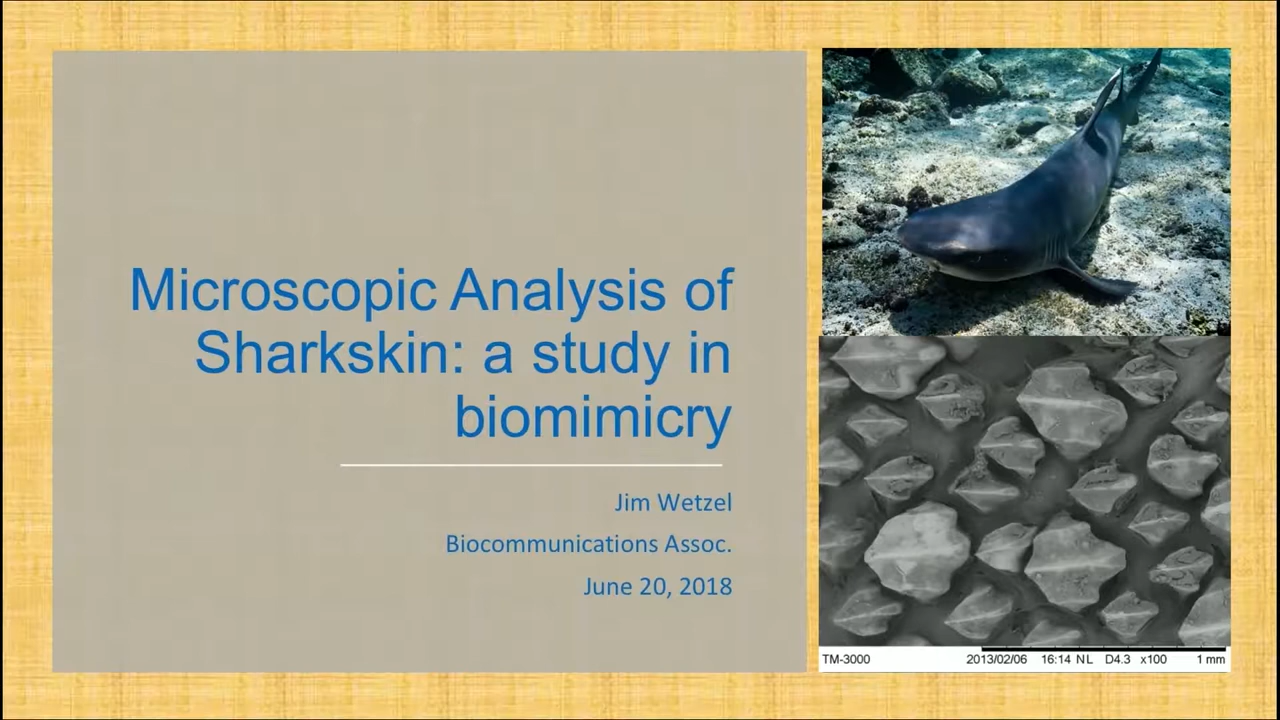 Microscopic Analysis of
Sharkskin: a study in
biomimicry
Jim Wetzel
Biocommunications Assoc.
June 20, 2018
TM-3000 2013/02/06 16:14 NL D4.3 x100 1 mm